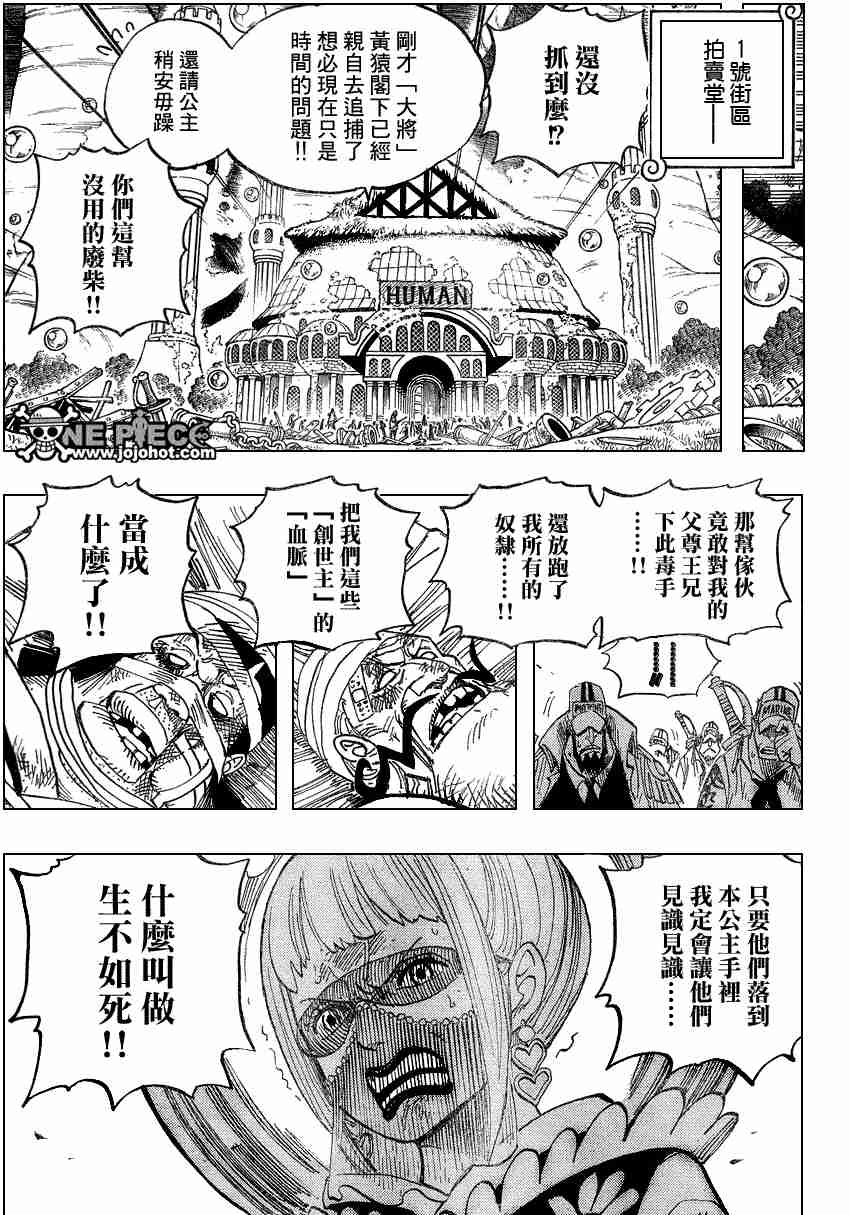 1號街區
拍賣堂——
還沒
抓到麼!?
剛才「大將」
黃猿閣下已經
親自去追捕了
想必現在只是
時間的問題!!
還請公主
稍安毋躁
你們這幫
沒用的廢柴!!
HUMAN
ONE PIECE
www.jojohot.com
那幫傢伙
竟敢對我的
父尊王兄
下此毒手
……!!
還放跑了
我所有的
奴隸……!!
…………!!
把我們這些
「創世主」的
「血脈」
當成
什麼了!!
只要他們落到
本公主手裡
我定會讓他們
見識見識……
什麼叫做
生不如死!!